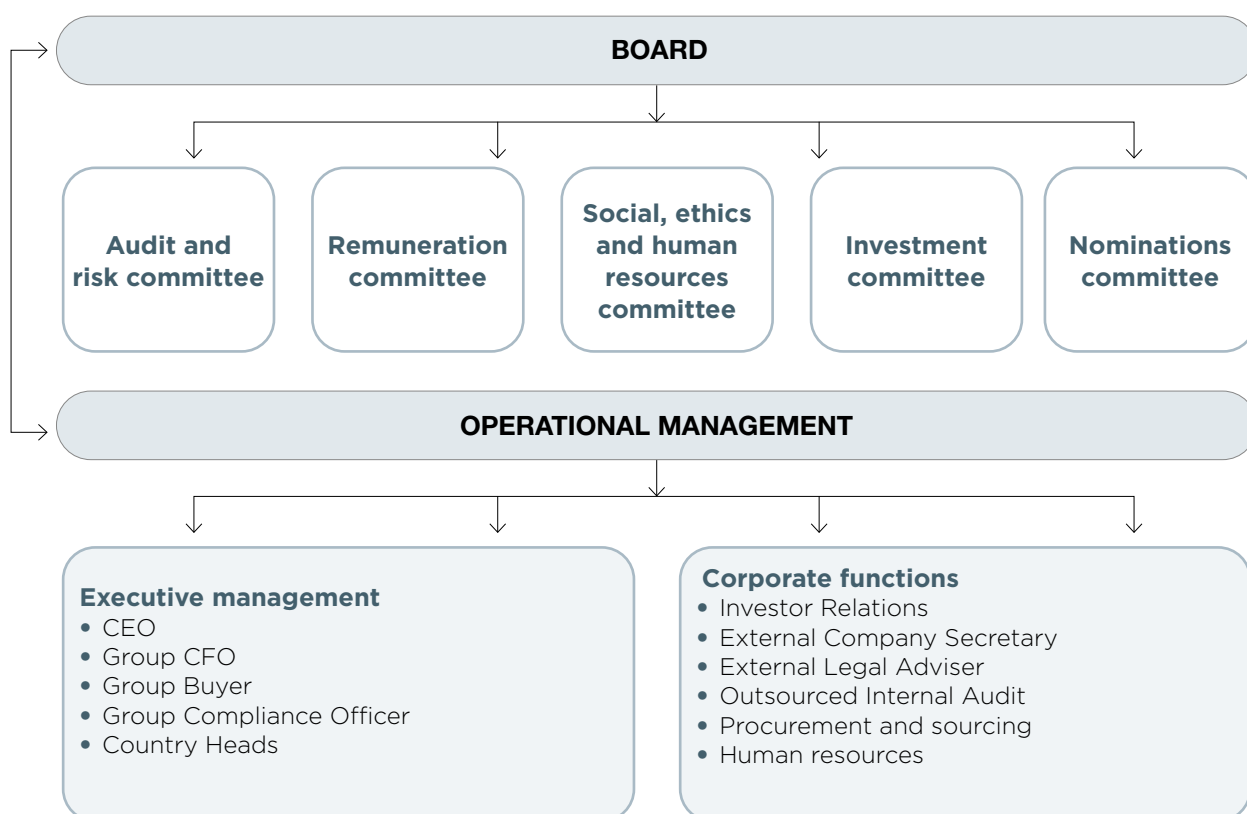 BOARD
Audit and
risk committee
Remuneration
committee
Social, ethics
and human
resources
committee
Investment
committee
Nominations
committee
OPERATIONAL MANAGEMENT
Executive management
• CEO
• Group CFO
• Group Buyer
• Group Compliance Officer
• Country Heads
Corporate functions
• Investor Relations
• External Company Secretary
• External Legal Adviser
• Outsourced Internal Audit
• Procurement and sourcing
• Human resources